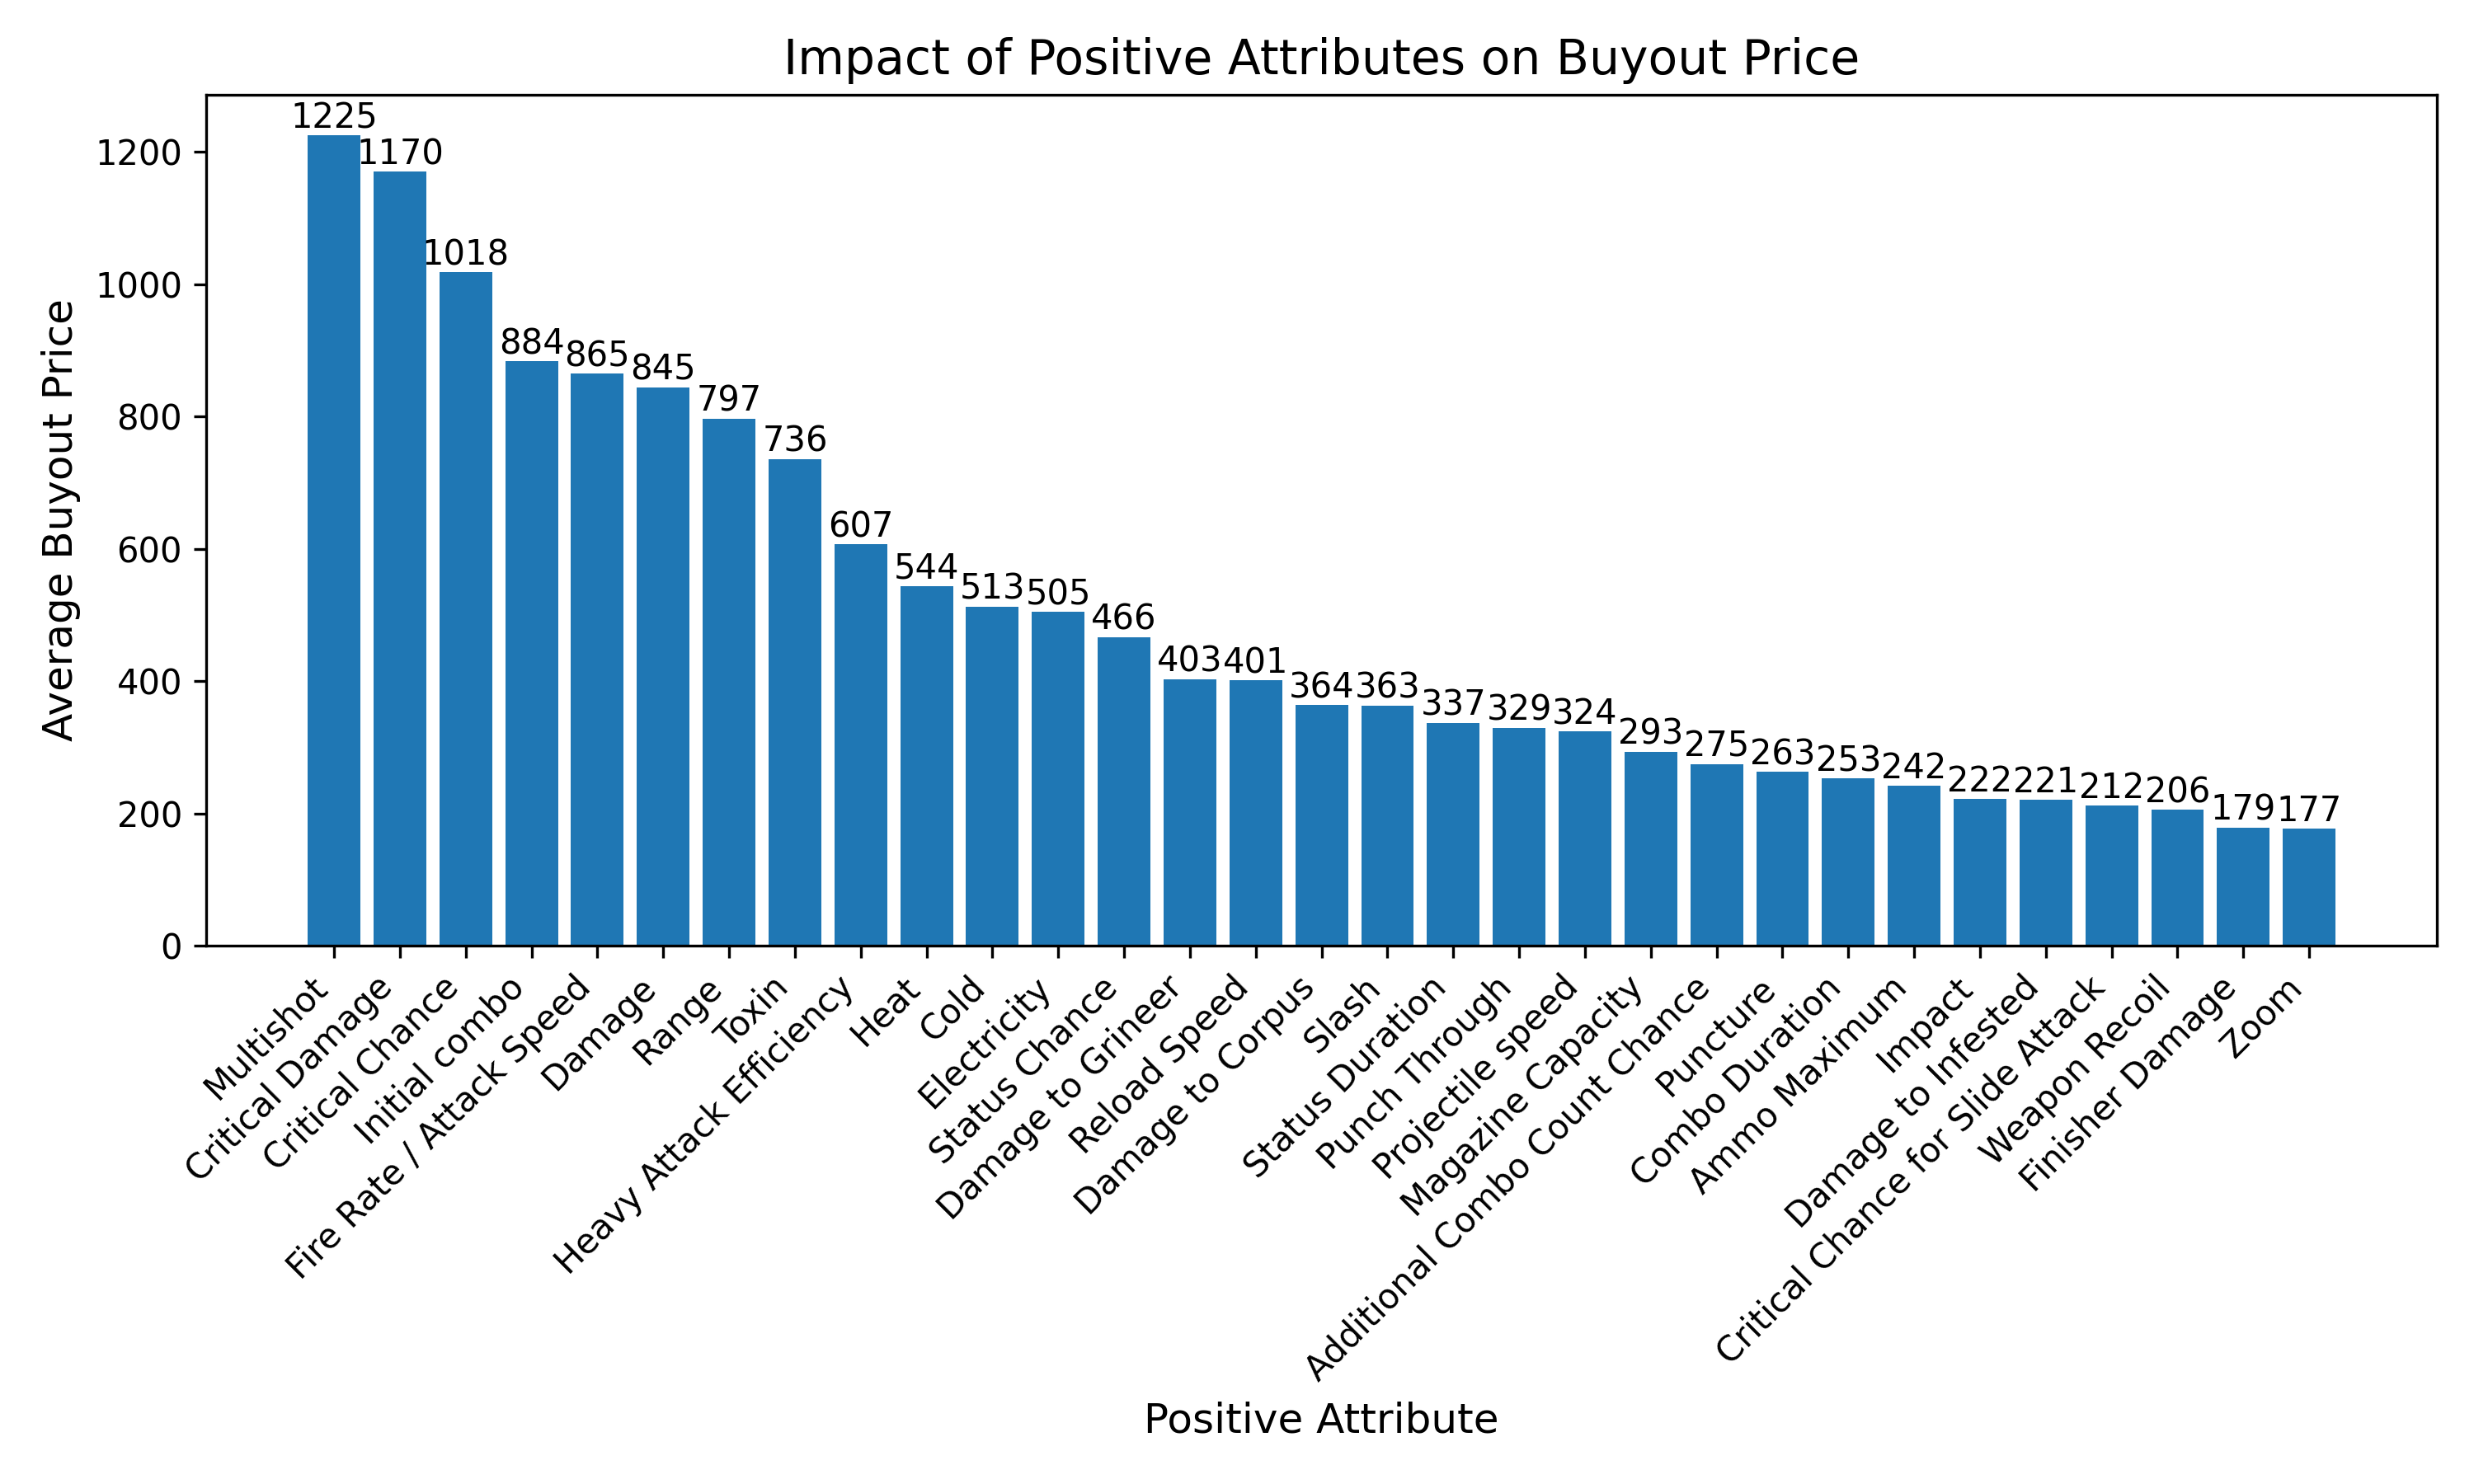 Impact of Positive Attributes on Buyout Price
Average Buyout Price
1200
1000
800
600
400
200
0
1225
1170
1018
884
865
845
797
736
607
544
513
505
466
403
401
364
363
337
329
324
293
275
263
253
242
222
221
212
206
179
177
Multishot
Critical Damage
Critical Chance
Initial combo
Fire Rate / Attack Speed
Damage
Range
Toxin
Heavy Attack Efficiency
Heat
Cold
Electricity
Status Chance
Damage to Grineer
Reload Speed
Damage to Corpus
Slash
Status Duration
Punch Through
Projectile speed
Magazine Capacity
Additional Combo Count Chance
Puncture
Combo Duration
Ammo Maximum
Impact
Damage to Infested
Critical Chance for Slide Attack
Weapon Recoil
Finisher Damage
Zoom
Positive Attribute